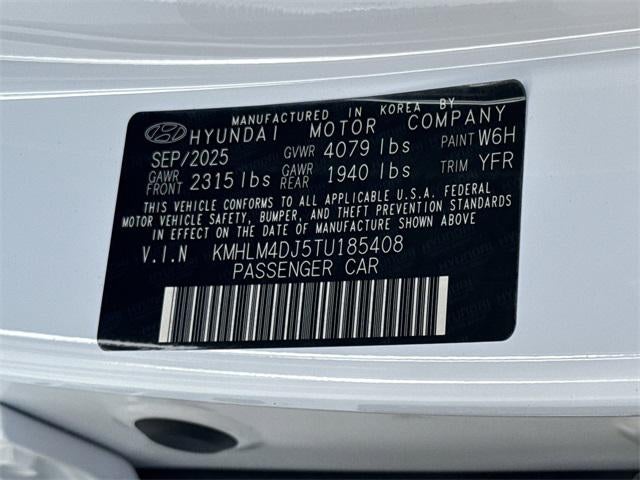 MANUFACTURED IN KOREA BY
HYUNDAI MOTOR COMPANY
SEP/2025 GVWR 4079 lbs PAINT W6H
GAWR FRONT 2315 lbs GAWR REAR 1940 lbs TRIM YFR
THIS VEHICLE CONFORMS TO ALL APPLICABLE U.S.A. FEDERAL
MOTOR VEHICLE SAFETY, BUMPER, AND THEFT PREVENTION STANDARDS
IN EFFECT ON THE DATE OF MANUFACTURE SHOWN ABOVE.
V.I.N KMHLM4DJ5TU185408
PASSENGER CAR